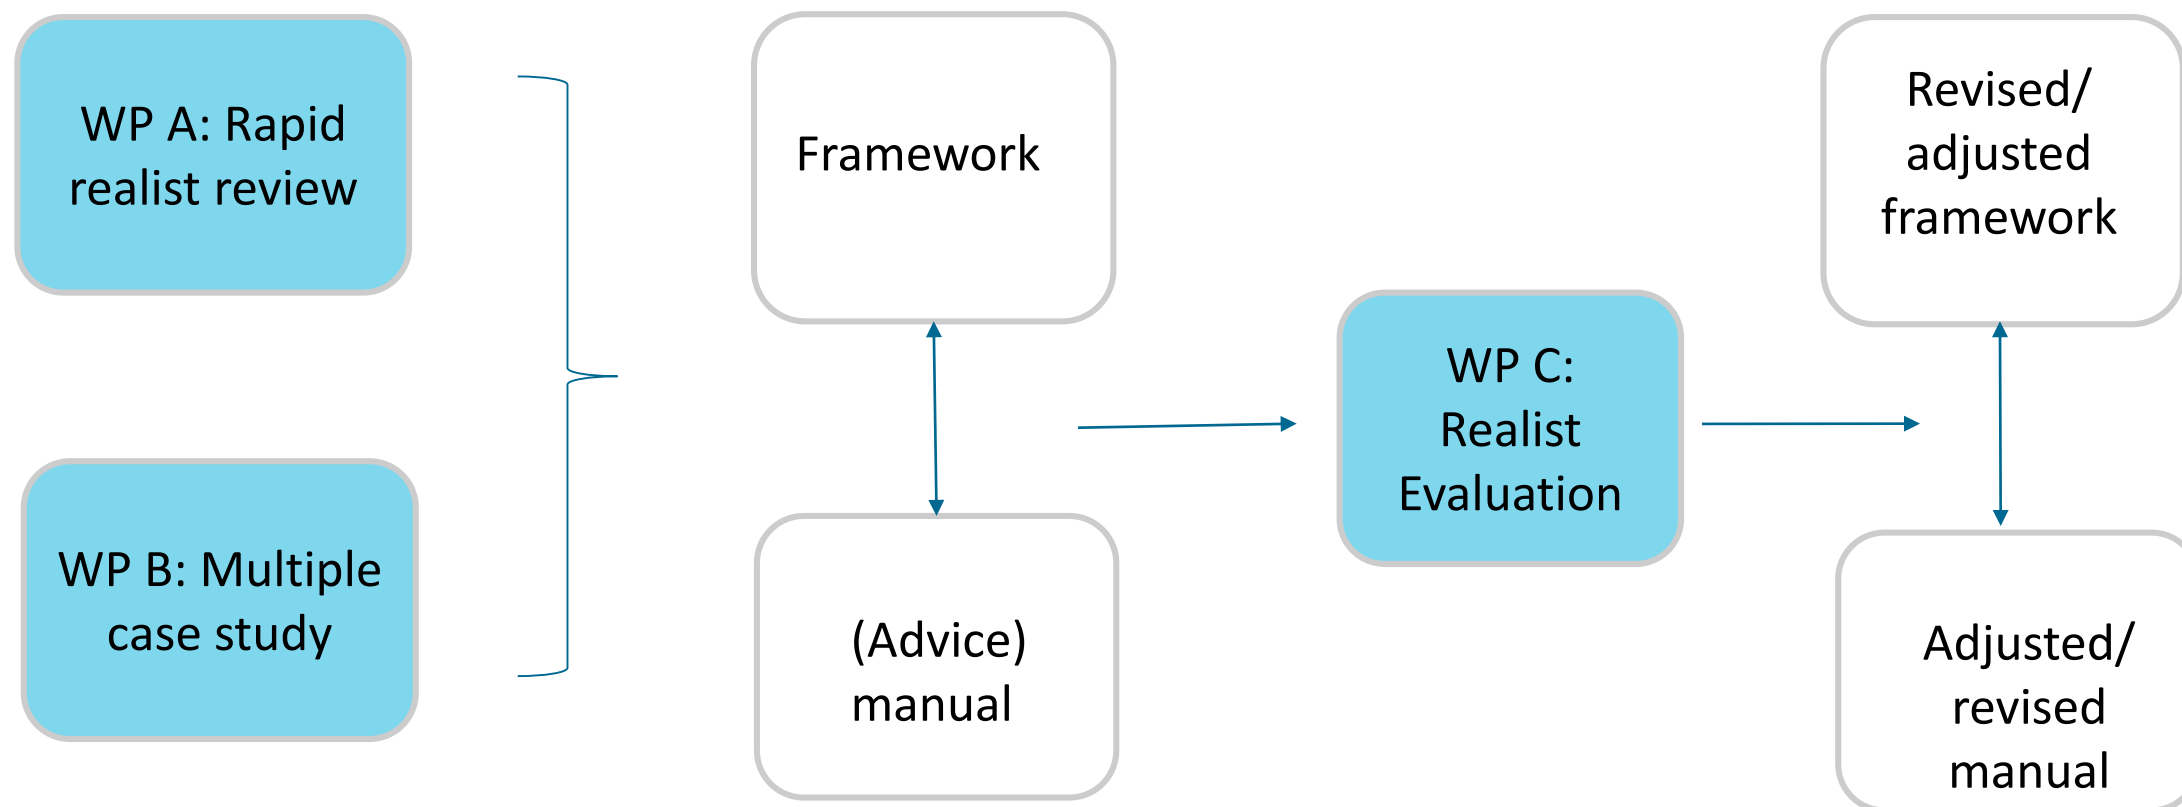 WP A: Rapid
realist review
WP B: Multiple
case study
Framework
(Advice)
manual
WP C:
Realist
Evaluation
Revised/
adjusted
framework
Adjusted/
revised
manual